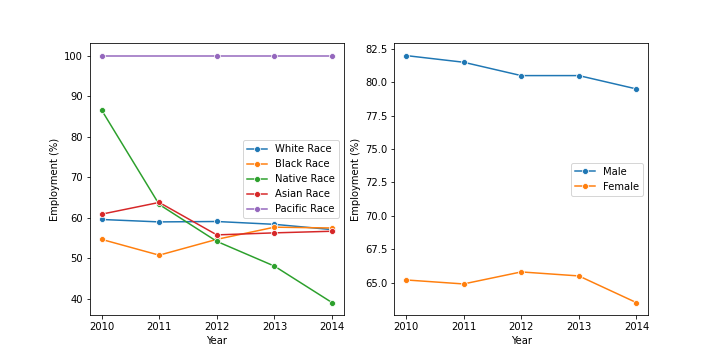 100
90
80
70
60
50
40
Employment (%)
2010 2011 2012 2013 2014
Year
White Race
Black Race
Native Race
Asian Race
Pacific Race
82.5
80.0
77.5
75.0
72.5
70.0
67.5
65.0
Employment (%)
2010 2011 2012 2013 2014
Year
Male
Female